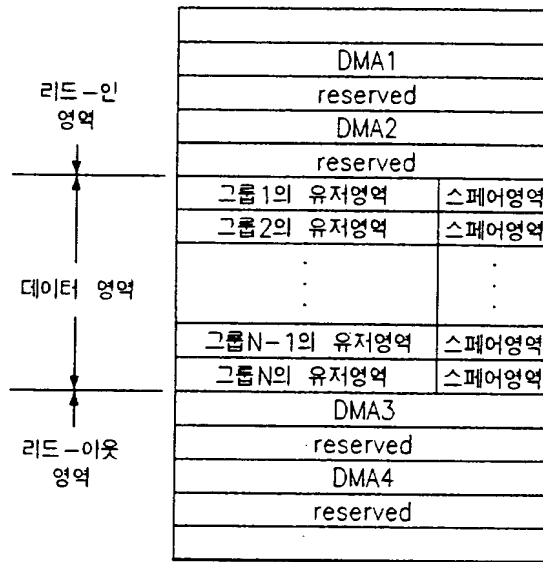 DMA1
reserved
DMA2
reserved
리드-인
영역
그룹1의 유저영역 스페어영역
그룹2의 유저영역 스페어영역
데이터 영역
그룹N-1의 유저영역 스페어영역
그룹N의 유저영역 스페어영역
DMA3
reserved
DMA4
reserved
리드-아웃
영역